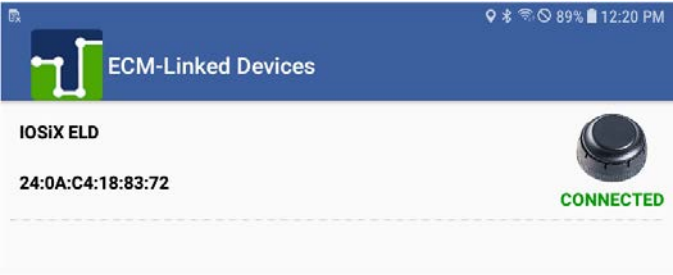 89% 12:20 PM
ECM-Linked Devices
IOSiX ELD
24:0A:C4:18:83:72
CONNECTED